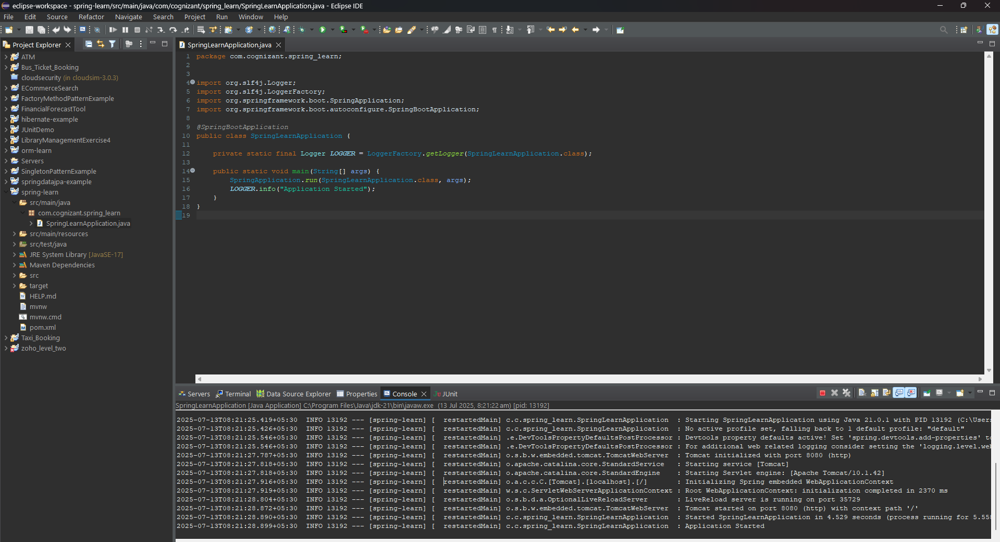 eclipse-workspace - spring-learn/src/main/java/com/cognizant/spring_learn/SpringLearnApplication.java - Eclipse IDE
File Edit Source Refactor Navigate Search Project Run Window Help
Project Explorer
ATM
Bus_Ticket_Booking
cloudsecurity (in cloudsim-3.0.3)
ECommerceSearch
FactoryMethodPatternExample
FinancialForecastTool
hibernate-example
JUnitDemo
LibraryManagementExercise4
orm-learn
Servers
SingletonPatternExample
springdatajpa-example
spring-learn
src/main/java
com.cognizant.spring_learn
SpringLearnApplication.java
src/main/resources
src/test/java
JRE System Library [JavaSE-17]
Maven Dependencies
src
target
HELP.md
mvnw
mvnw.cmd
pom.xml
Taxi_Booking
zoho_level_two
SpringLearnApplication.java
1 package com.cognizant.spring_learn;
2
3
4 import org.slf4j.Logger;
5 import org.slf4j.LoggerFactory;
6 import org.springframework.boot.SpringApplication;
7 import org.springframework.boot.autoconfigure.SpringBootApplication;
8
9 @SpringBootApplication
10 public class SpringLearnApplication {
11
12 private static final Logger LOGGER = LoggerFactory.getLogger(SpringLearnApplication.class);
13
14 public static void main(String[] args) {
15 SpringApplication.run(SpringLearnApplication.class, args);
16 LOGGER.info("Application Started");
17 }
18 }
19
Servers Terminal Data Source Explorer Properties Console JUnit
SpringLearnApplication [Java Application] C:\Program Files\Java\jdk-21\bin\javaw.exe (13 Jul 2025, 8:21:22 am) [pid: 13192]
2025-07-13T08:21:25.419+05:30 INFO 13192 --- [spring-learn] [ restartedMain] c.c.spring_learn.SpringLearnApplication : Starting SpringLearnApplication using Java 21.0.1 with PID 13192 (C:\Users
2025-07-13T08:21:25.426+05:30 INFO 13192 --- [spring-learn] [ restartedMain] c.c.spring_learn.SpringLearnApplication : No active profile set, falling back to 1 default profile: "default"
2025-07-13T08:21:25.546+05:30 INFO 13192 --- [spring-learn] [ restartedMain] .e.DevToolsPropertyDefaultsPostProcessor : Devtools property defaults active! Set 'spring.devtools.add-properties' to
2025-07-13T08:21:25.546+05:30 INFO 13192 --- [spring-learn] [ restartedMain] .e.DevToolsPropertyDefaultsPostProcessor : For additional web related logging consider setting the 'logging.level.we
2025-07-13T08:21:27.787+05:30 INFO 13192 --- [spring-learn] [ restartedMain] o.s.b.w.embedded.tomcat.TomcatWebServer : Tomcat initialized with port 8080 (http)
2025-07-13T08:21:27.818+05:30 INFO 13192 --- [spring-learn] [ restartedMain] o.apache.catalina.core.StandardService : Starting service [Tomcat]
2025-07-13T08:21:27.818+05:30 INFO 13192 --- [spring-learn] [ restartedMain] o.apache.catalina.core.StandardEngine : Starting Servlet engine: [Apache Tomcat/10.1.42]
2025-07-13T08:21:27.916+05:30 INFO 13192 --- [spring-learn] [ restartedMain] o.a.c.c.C.[Tomcat].[localhost].[/] : Initializing Spring embedded WebApplicationContext
2025-07-13T08:21:27.919+05:30 INFO 13192 --- [spring-learn] [ restartedMain] w.s.c.ServletWebServerApplicationContext : Root WebApplicationContext: initialization completed in 2370 ms
2025-07-13T08:21:28.804+05:30 INFO 13192 --- [spring-learn] [ restartedMain] o.s.b.d.a.OptionalLiveReloadServer : LiveReload server is running on port 35729
2025-07-13T08:21:28.872+05:30 INFO 13192 --- [spring-learn] [ restartedMain] o.s.b.w.embedded.tomcat.TomcatWebServer : Tomcat started on port 8080 (http) with context path '/'
2025-07-13T08:21:28.890+05:30 INFO 13192 --- [spring-learn] [ restartedMain] c.c.spring_learn.SpringLearnApplication : Started SpringLearnApplication in 4.529 seconds (process running for 5.55
2025-07-13T08:21:28.899+05:30 INFO 13192 --- [spring-learn] [ restartedMain] c.c.spring_learn.SpringLearnApplication : Application Started